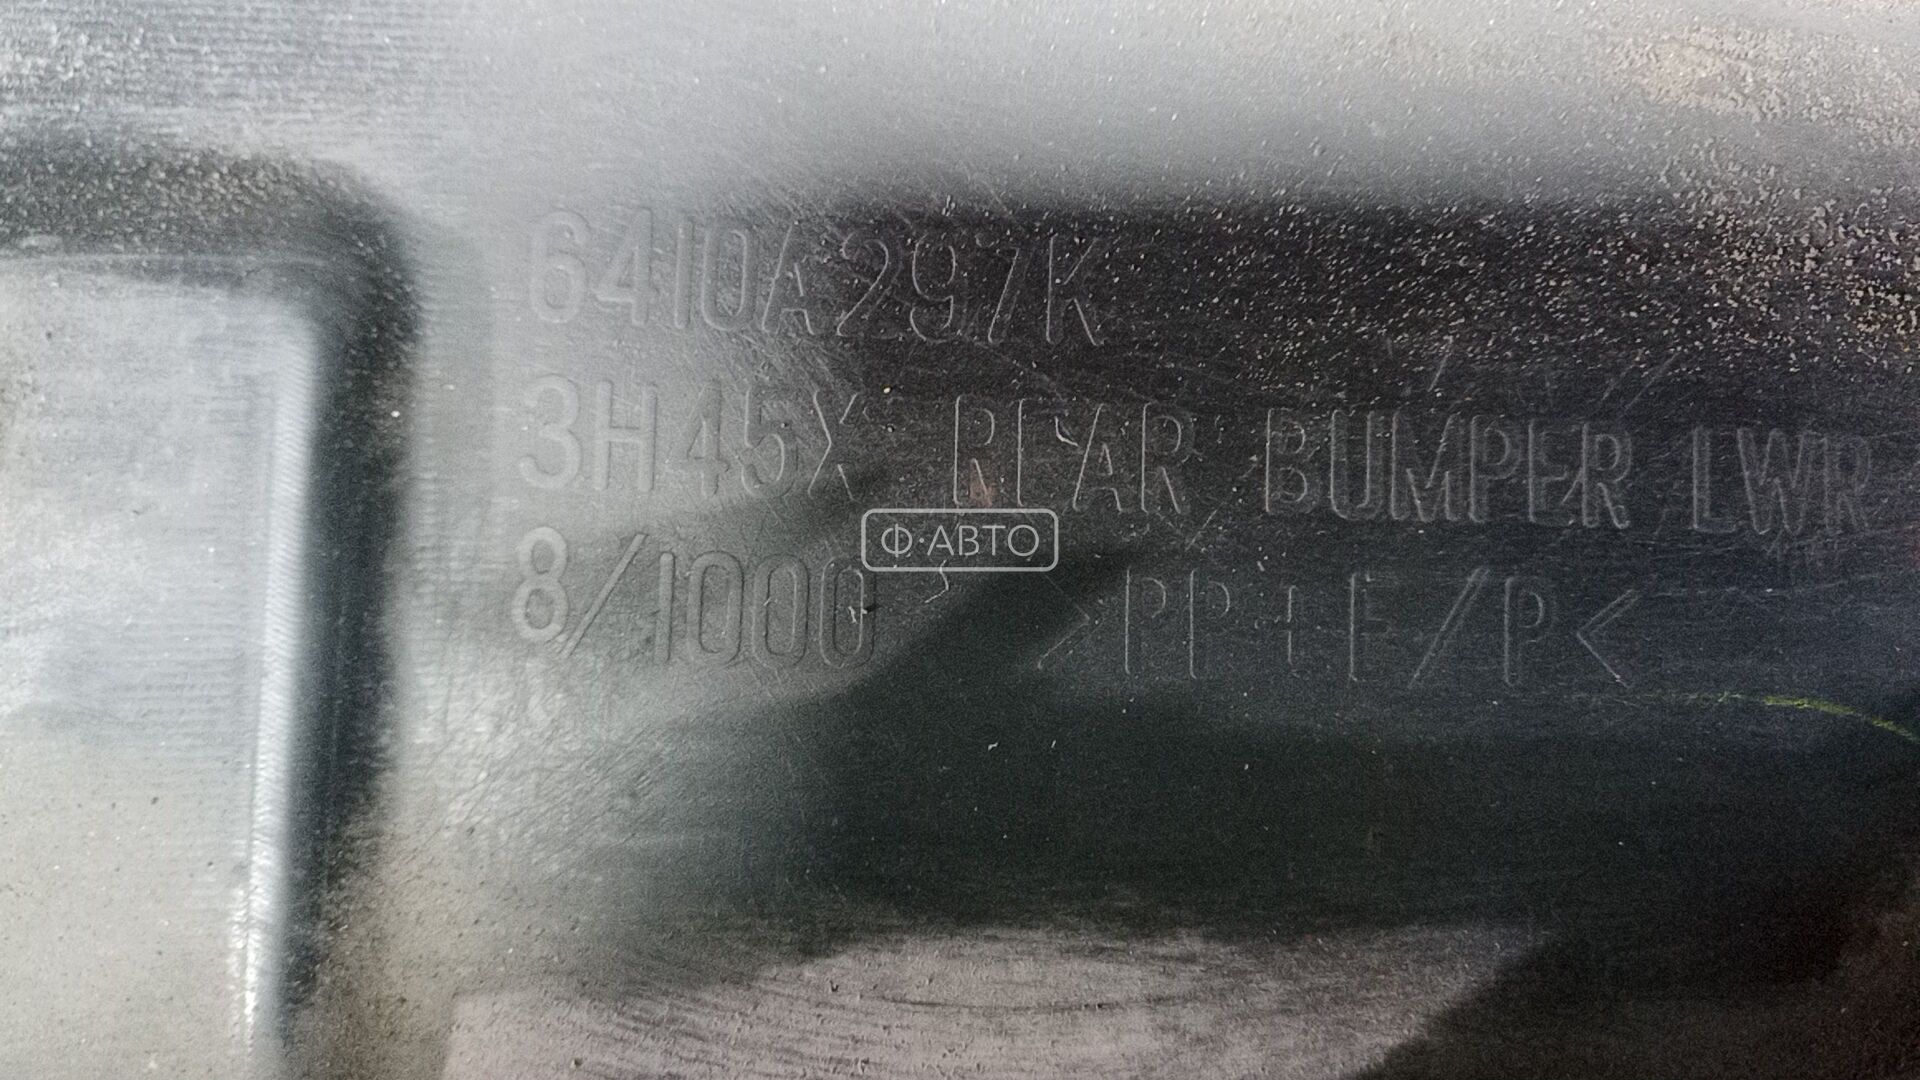 6410A297K
3H45X REAR BUMPER LWR
Ф·АВТО
8/1000 >PP+E/P<